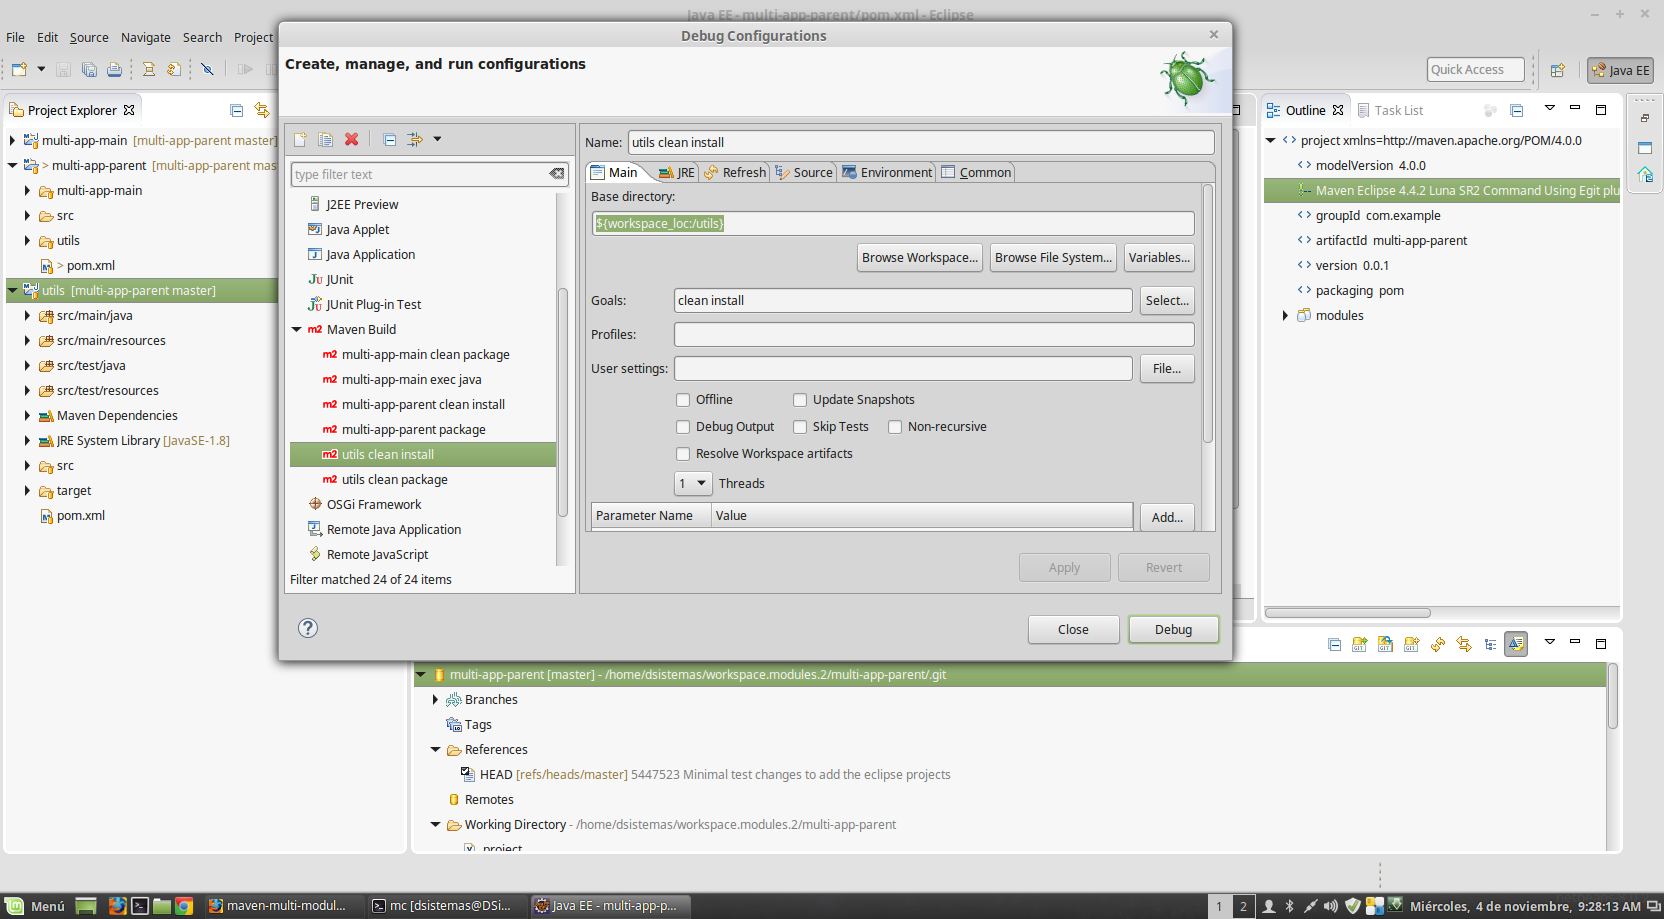 Java EE - multi-app-parent/pom.xml - Eclipse
File Edit Source Navigate Search Project
Quick Access
Java EE
Project Explorer
multi-app-main [multi-app-parent master]
> multi-app-parent [multi-app-parent mas
multi-app-main
src
utils
> pom.xml
utils [multi-app-parent master]
src/main/java
src/main/resources
src/test/java
src/test/resources
Maven Dependencies
JRE System Library [JavaSE-1.8]
src
target
pom.xml
Debug Configurations
Create, manage, and run configurations
type filter text
J2EE Preview
Java Applet
Java Application
Ju JUnit
JUnit Plug-in Test
m2 Maven Build
m2 multi-app-main clean package
m2 multi-app-main exec java
m2 multi-app-parent clean install
m2 multi-app-parent package
m2 utils clean install
m2 utils clean package
OSGi Framework
Remote Java Application
Remote JavaScript
Filter matched 24 of 24 items
Name: utils clean install
Main JRE Refresh Source Environment Common
Base directory:
${workspace_loc:/utils}
Browse Workspace... Browse File System... Variables...
Goals: clean install Select...
Profiles:
User settings: File...
Offline Update Snapshots
Debug Output Skip Tests Non-recursive
Resolve Workspace artifacts
1 Threads
Parameter Name Value Add...
Apply Revert
? Close Debug
Outline Task List
project xmlns=http://maven.apache.org/POM/4.0.0
modelVersion 4.0.0
Maven Eclipse 4.4.2 Luna SR2 Command Using Egit plu
groupId com.example
artifactId multi-app-parent
version 0.0.1
packaging pom
modules
multi-app-parent [master] - /home/dsistemas/workspace.modules.2/multi-app-parent/.git
Branches
Tags
References
HEAD [refs/heads/master] 5447523 Minimal test changes to add the eclipse projects
Remotes
Working Directory - /home/dsistemas/workspace.modules.2/multi-app-parent
.project
Menú maven-multi-modul... mc [dsistemas@DSi... Java EE - multi-app-p... 1 2 Miércoles, 4 de noviembre, 9:28:13 AM